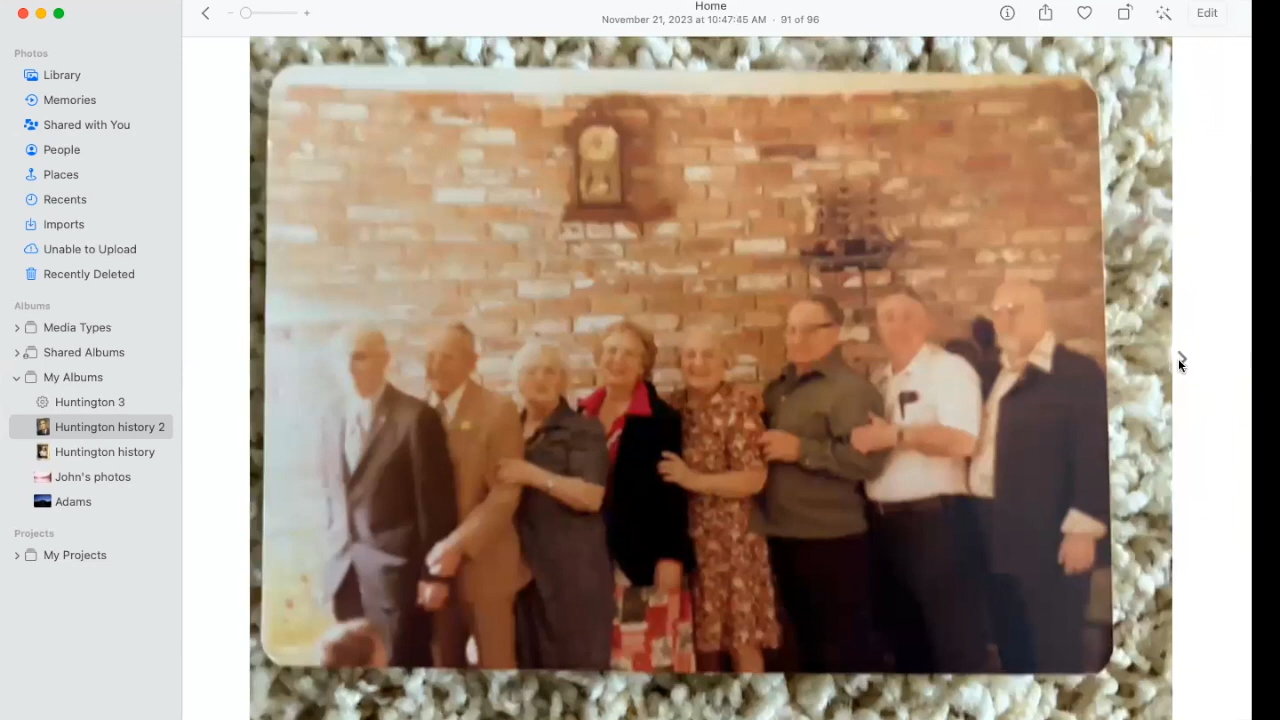 Home
November 21, 2023 at 10:47:45 AM · 91 of 96
Edit
Photos
Library
Memories
Shared with You
People
Places
Recents
Imports
Unable to Upload
Recently Deleted
Albums
Media Types
Shared Albums
My Albums
Huntington 3
Huntington history 2
Huntington history
John's photos
Adams
Projects
My Projects